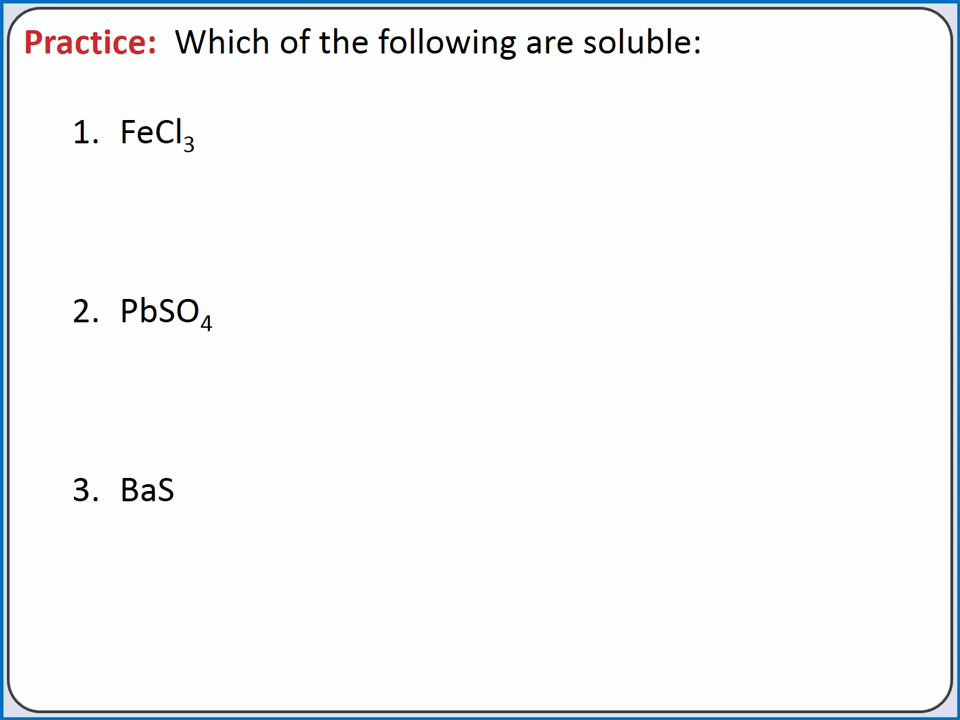 Practice: Which of the following are soluble:
1. FeCl₃
2. PbSO₄
3. BaS